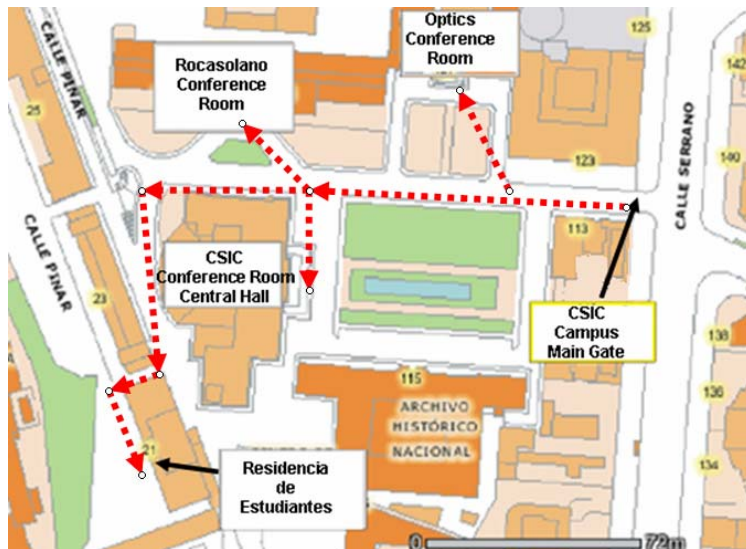 CALLE PINAR
25
Rocasolano
Conference
Room
Optics
Conference
Room
125
142
140
123
CALLE SERRANO
CALLE PINAR
23
CSIC
Conference Room
Central Hall
113
CSIC
Campus
Main Gate
138
136
134
115
ARCHIVO
HISTÓRICO
NACIONAL
21
Residencia
de
Estudiantes
0 72m